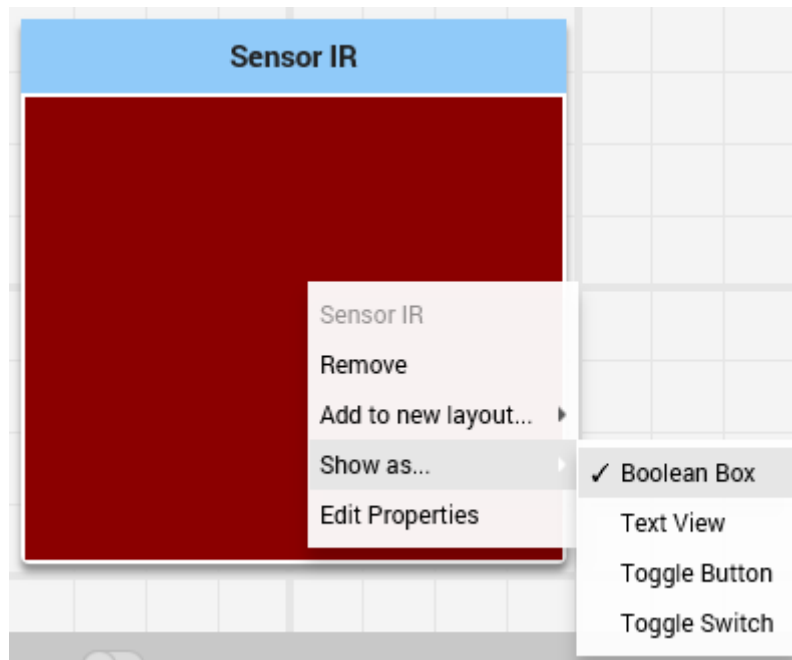 Sensor IR
Sensor IR
Remove
Add to new layout...
Show as...
Edit Properties
✓ Boolean Box
Text View
Toggle Button
Toggle Switch